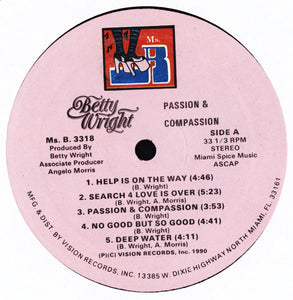 Ms.
B
Betty
Wright
PASSION &
COMPASSION
Ms. B. 3318
Produced By
Betty Wright
Associate Producer
Angelo Morris
SIDE A
33 1/3 RPM
STEREO
Miami Spice Music
ASCAP
1. HELP IS ON THE WAY (4:46)
(B. Wright)
2. SEARCH 4 LOVE IS OVER (5:23)
(B. Wright, A. Morris)
3. PASSION & COMPASSION (3:53)
(B. Wright)
4. NO GOOD BUT SO GOOD (4:41)
(B. Wright)
5. DEEP WATER (4:11)
(B. Wright, A. Morris)
(P)(C) Vision Records, Inc. 1990
MFG & DIST. BY VISION RECORDS, INC. 13385 W. DIXIE HIGHWAY NORTH MIAMI, FL 33161